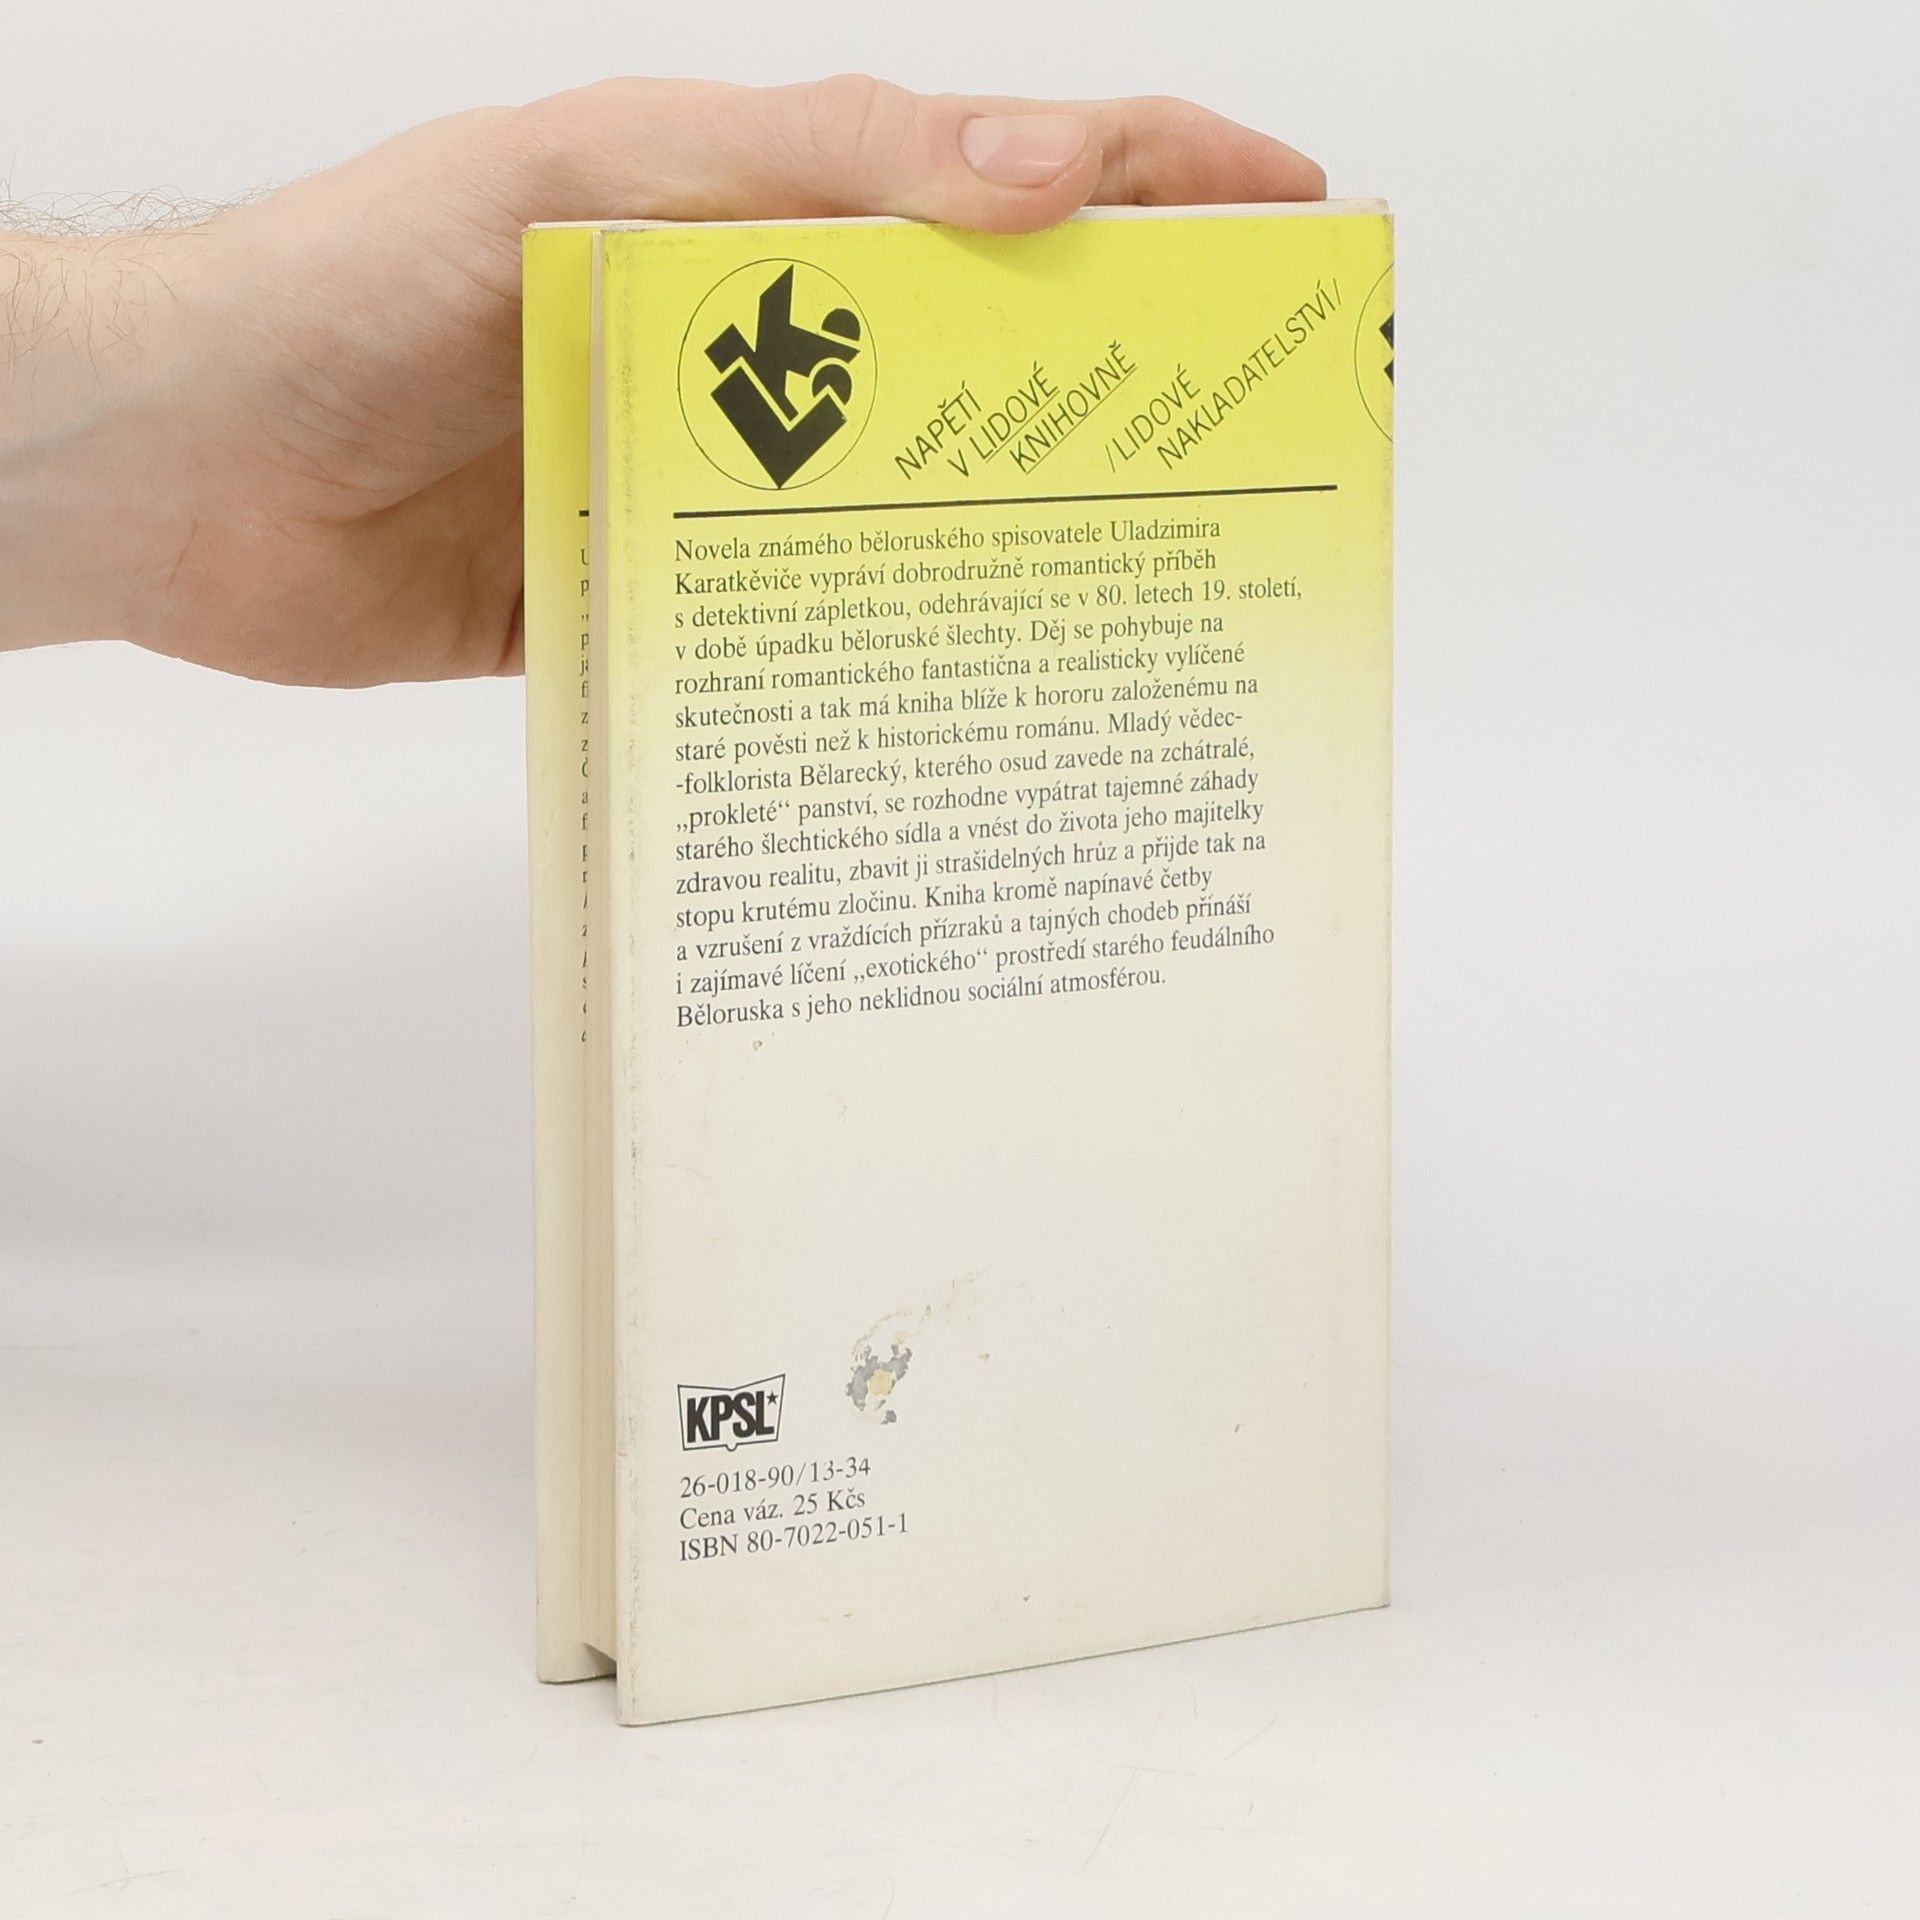 LK
NAPĚTÍ
V LIDOVÉ
KNIHOVNĚ
/LIDOVÉ
NAKLADATELSTVÍ/
Novela známého běloruského spisovatele Uladzimira
Karatkěviče vypráví dobrodružně romantický příběh
s detektivní zápletkou, odehrávající se v 80. letech 19. století,
v době úpadku běloruské šlechty. Děj se pohybuje na
rozhraní romantického fantastična a realisticky vylíčené
skutečnosti a tak má kniha blíže k hororu založenému na
staré pověsti než k historickému románu. Mladý vědec-
-folklorista Bělarecký, kterého osud zavede na zchátralé,
„prokleté“ panství, se rozhodne vypátrat tajemné záhady
starého šlechtického sídla a vnést do života jeho majitelky
zdravou realitu, zbavit ji strašidelných hrůz a přijde tak na
stopu krutému zločinu. Kniha kromě napínavé četby
a vzrušení z vraždících přízraků a tajných chodeb přináší
i zajímavé líčení „exotického“ prostředí starého feudálního
Běloruska s jeho neklidnou sociální atmosférou.
KPSL
26-018-90/13-34
Cena váz. 25 Kčs
ISBN 80-7022-051-1